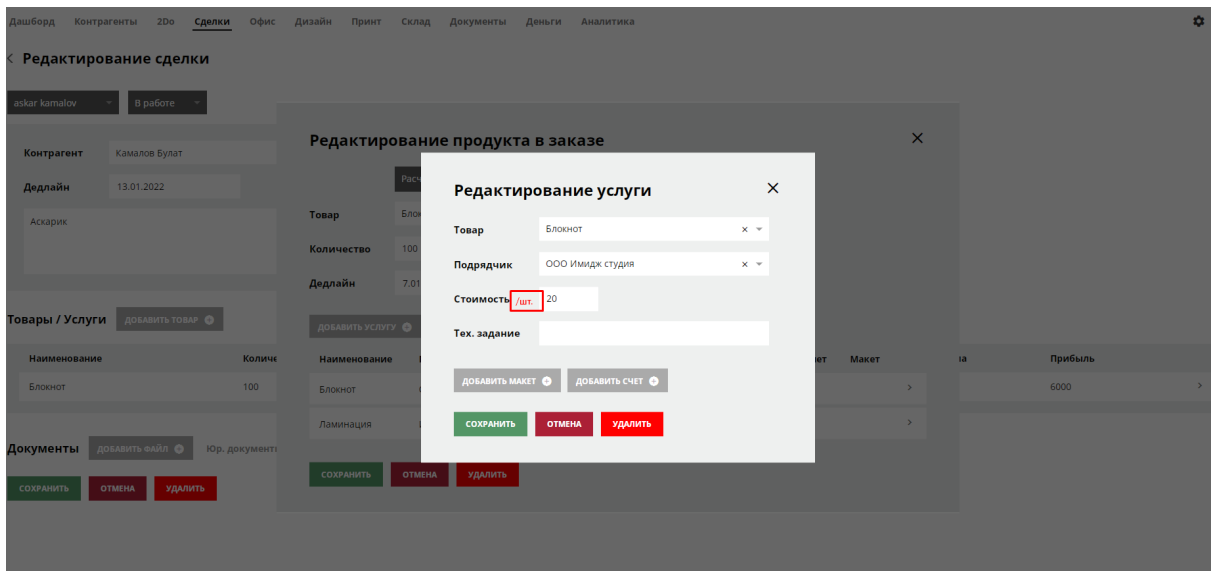 Дашборд Контрагенты 2Do Сделки Офис Дизайн Принт Склад Документы Деньги Аналитика
Редактирование сделки
askar kamalov В работе
Редактирование продукта в заказе
Контрагент Камалов Булат
Дедлайн 13.01.2022
Аскарик
Товар
Количество 100
Дедлайн 7.01
Редактирование услуги
Товар Блокнот
Подрядчик ООО Имидж студия
Стоимость /шт. 20
Тех. задание
ДОБАВИТЬ МАКЕТ ДОБАВИТЬ СЧЕТ
СОХРАНИТЬ ОТМЕНА УДАЛИТЬ
Товары / Услуги ДОБАВИТЬ ТОВАР
ДОБАВИТЬ УСЛУГУ
Наименование
Наименование Макет Прибыль
Блокнот 100
Блокнот
6000
Ламинация
Документы ДОБАВИТЬ ФАЙЛ
СОХРАНИТЬ ОТМЕНА УДАЛИТЬ
СОХРАНИТЬ ОТМЕНА УДАЛИТЬ